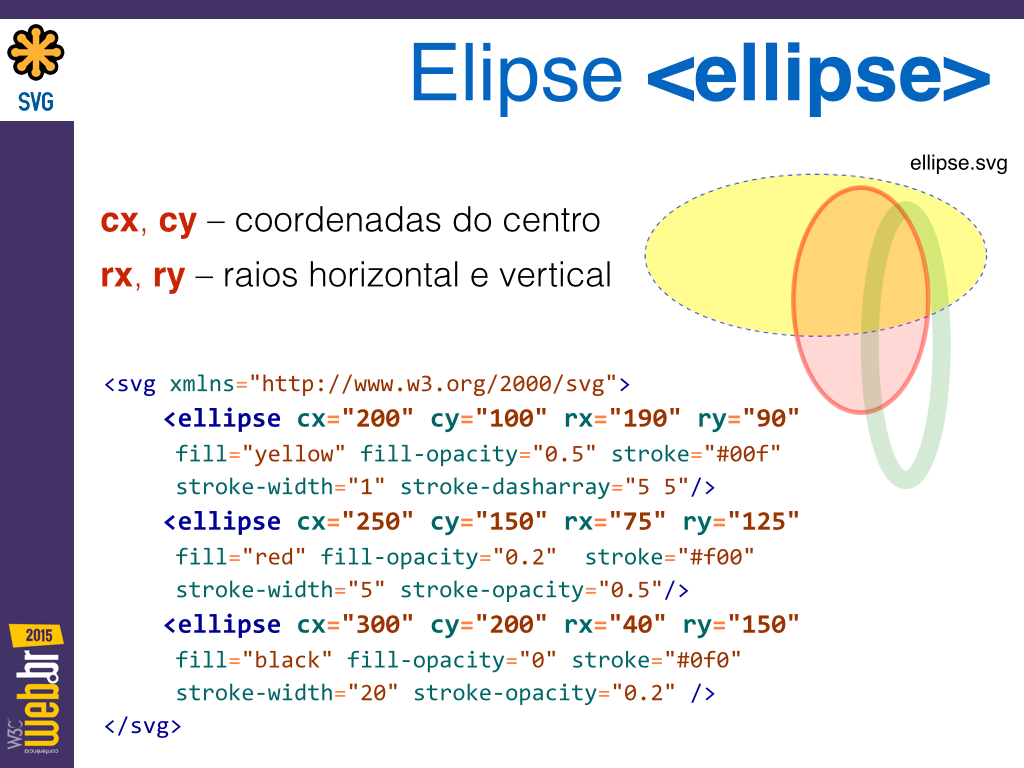 SVG
Elipse <ellipse>
ellipse.svg
cx, cy – coordenadas do centro
rx, ry – raios horizontal e vertical
<svg xmlns="http://www.w3.org/2000/svg">
<ellipse cx="200" cy="100" rx="190" ry="90"
fill="yellow" fill-opacity="0.5" stroke="#00f"
stroke-width="1" stroke-dasharray="5 5"/>
<ellipse cx="250" cy="150" rx="75" ry="125"
fill="red" fill-opacity="0.2"  stroke="#f00"
stroke-width="5" stroke-opacity="0.5"/>
<ellipse cx="300" cy="200" rx="40" ry="150"
fill="black" fill-opacity="0" stroke="#0f0"
stroke-width="20" stroke-opacity="0.2" />
</svg>
2015
conferência
web.br
W3C